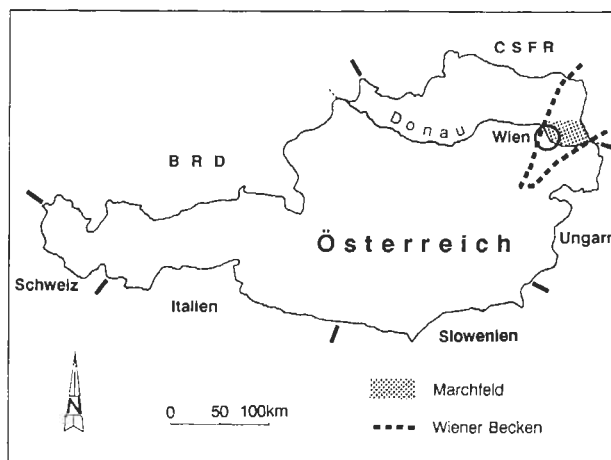 CSFR
Donau
Wien
BRD
Österreich
Ungarn
Schweiz
Italien
Slowenien
N
0 50 100km
Marchfeld
Wiener Becken